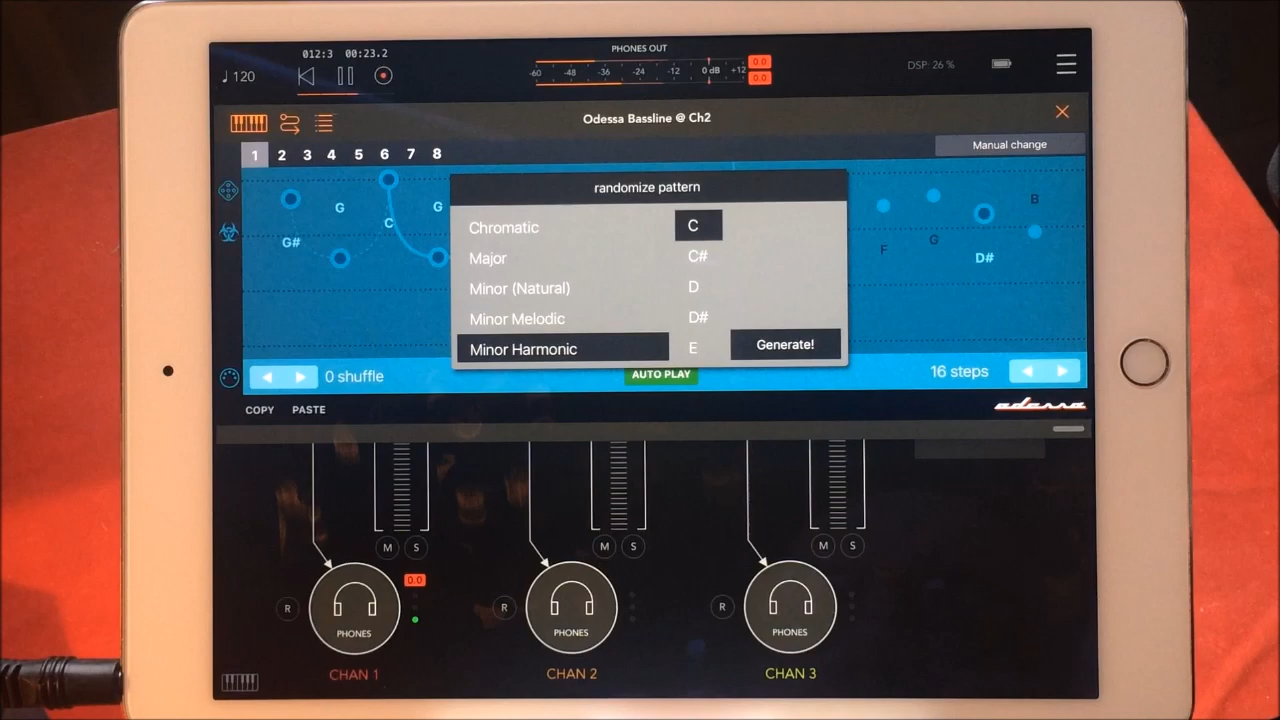 012:3 00:23.2
PHONES OUT
♩ 120
-60 -48 -36 -24 -12 0 dB +12
0.0
0.0
DSP: 26 %
Odessa Bassline @ Ch2
1 2 3 4 5 6 7 8
Manual change
randomize pattern
G#
G
C
G
F
G
D#
B
Chromatic C
Major C#
Minor (Natural) D
Minor Melodic D#
Minor Harmonic E
Generate!
0 shuffle
AUTO PLAY
16 steps
COPY PASTE
odessa
M S
M S
M S
0.0
R
R
R
PHONES
PHONES
PHONES
CHAN 1
CHAN 2
CHAN 3